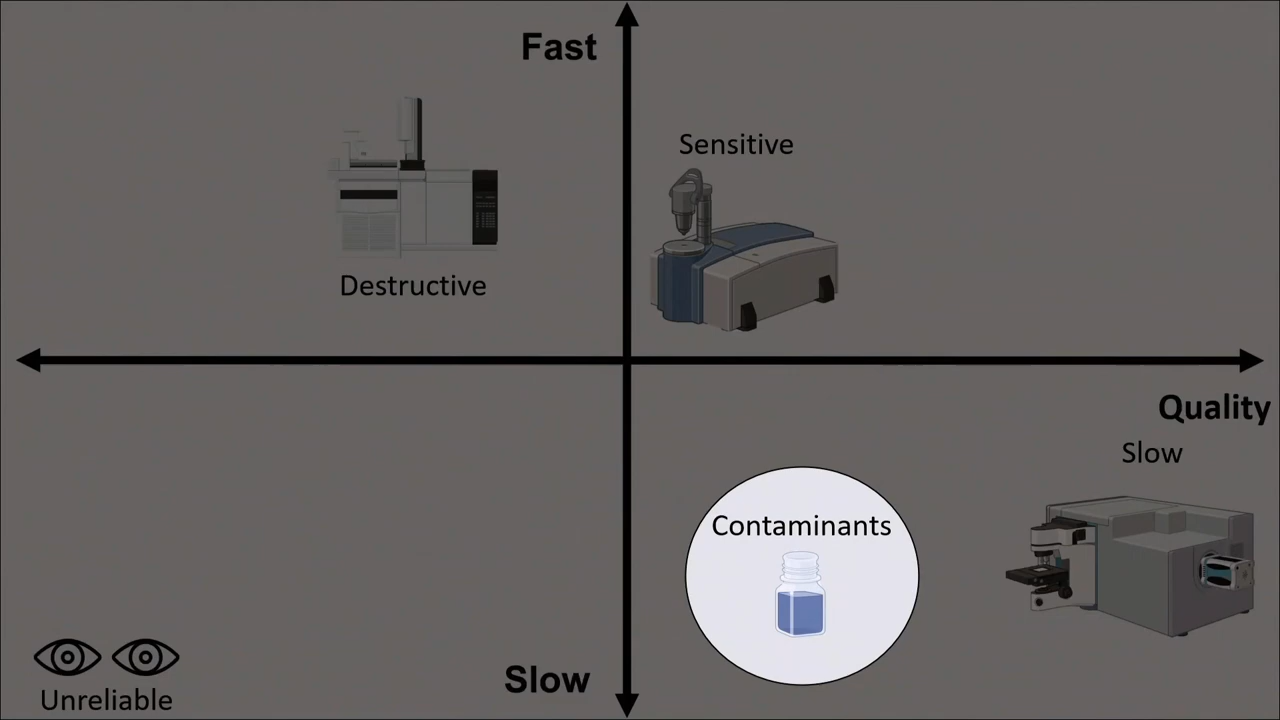 Fast
Sensitive
Destructive
Quality
Slow
Contaminants
Slow
Unreliable